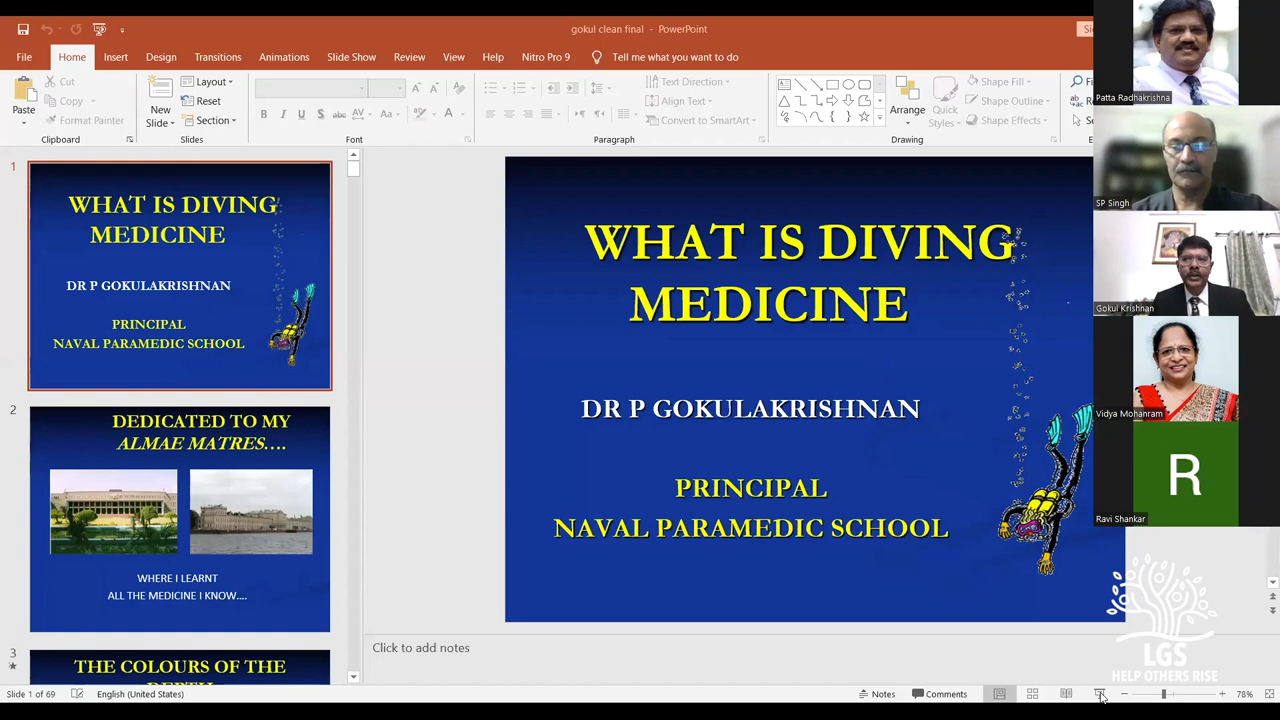 gokul clean final - PowerPoint
File Home Insert Design Transitions Animations Slide Show Review View Help Nitro Pro 9 Tell me what you want to do
Paste
Cut
Copy
Format Painter
Clipboard
New
Slide
Layout
Reset
Section
Slides
B I U S abc AV Aa A
Font
Text Direction
Align Text
Convert to SmartArt
Paragraph
Arrange
Quick
Styles
Shape Fill
Shape Outline
Shape Effects
Drawing
1
WHAT IS DIVING
MEDICINE
DR P GOKULAKRISHNAN
PRINCIPAL
NAVAL PARAMEDIC SCHOOL
2
DEDICATED TO MY
ALMAE MATRES....
WHERE I LEARNT
ALL THE MEDICINE I KNOW....
3
THE COLOURS OF THE
WHAT IS DIVING
MEDICINE
DR P GOKULAKRISHNAN
PRINCIPAL
NAVAL PARAMEDIC SCHOOL
Click to add notes
Patta Radhakrishna
SP Singh
Gokul Krishnan
Vidya Mohanram
R
Ravi Shankar
LGS
HELP OTHERS RISE
Slide 1 of 69 English (United States) Notes Comments 78%